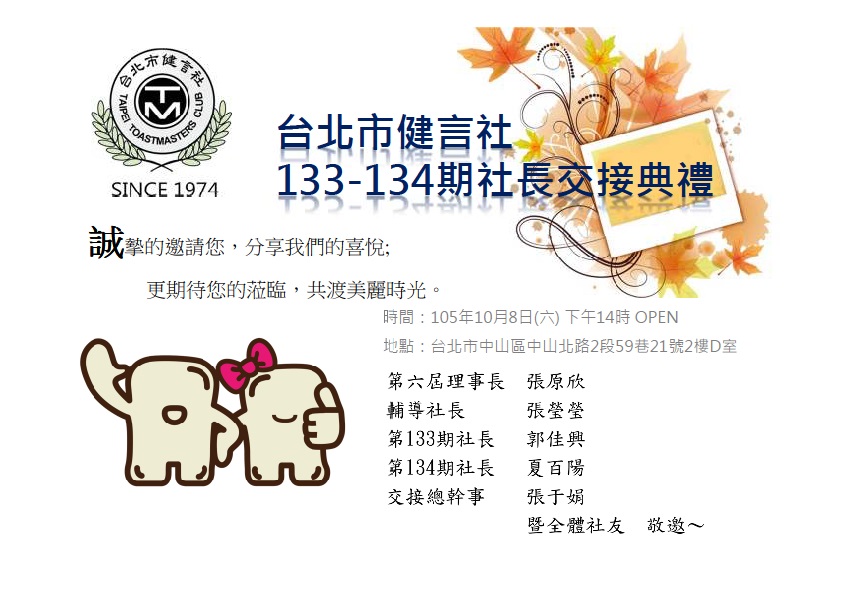 台北市健言社
TAIPEI TOASTMASTERS CLUB
TM
SINCE 1974
台北市健言社
133-134期社長交接典禮
誠摯的邀請您，分享我們的喜悅;
更期待您的蒞臨，共渡美麗時光。
時間：105年10月8日(六) 下午14時 OPEN
地點：台北市中山區中山北路2段59巷21號2樓D室
第六屆理事長 張原欣
輔導社長 張瑩瑩
第133期社長 郭佳興
第134期社長 夏百陽
交接總幹事 張于娟
暨全體社友 敬邀～